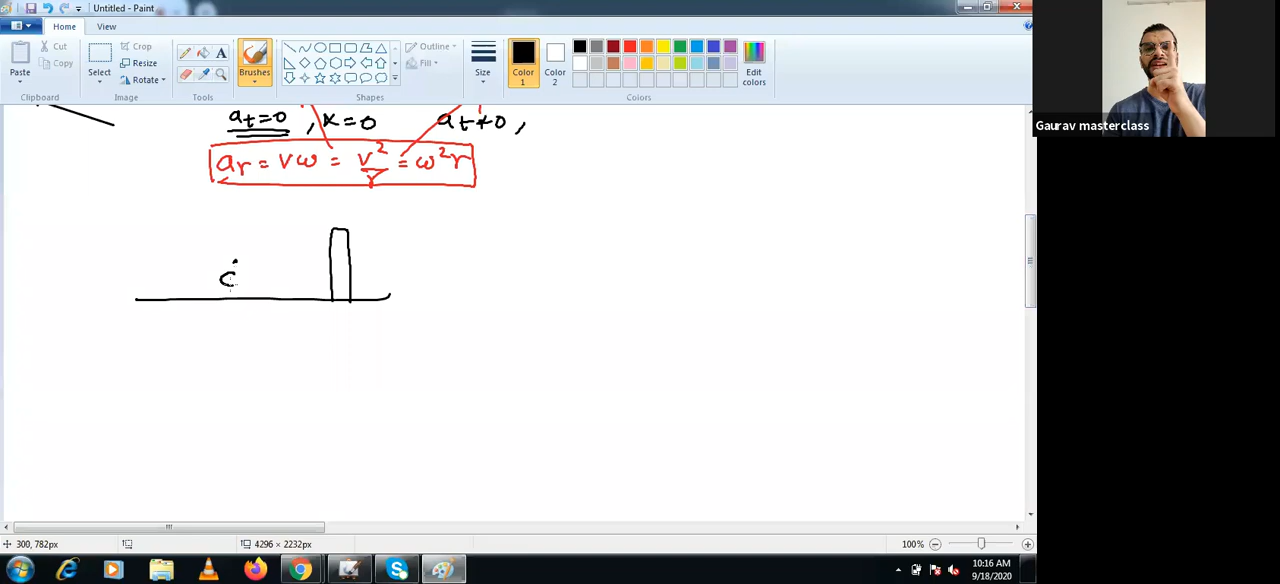 Untitled - Paint
Home View
Cut
Copy
Paste
Crop
Resize
Rotate
Select
Brushes
Outline
Fill
Size
Color 1
Color 2
Edit colors
Clipboard Image Tools Shapes Colors
at=0 , α=0 at≠0 ,
ar = vω = v²/r = ω²r
Gaurav masterclass
300, 782px 4296 × 2232px 100%
10:16 AM
9/18/2020